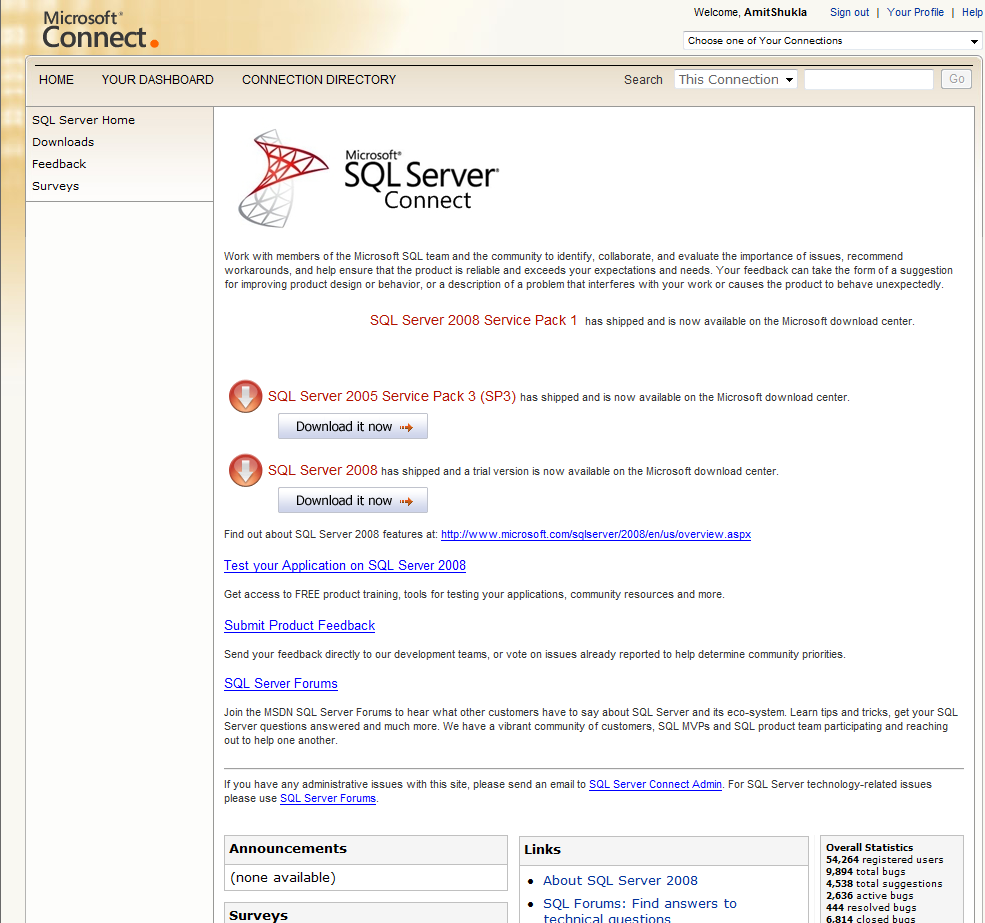 Microsoft®
Connect
Welcome, AmitShukla Sign out | Your Profile | Help
Choose one of Your Connections
HOME YOUR DASHBOARD CONNECTION DIRECTORY Search This Connection Go
SQL Server Home
Downloads
Feedback
Surveys
Microsoft®
SQL Server®
Connect
Work with members of the Microsoft SQL team and the community to identify, collaborate, and evaluate the importance of issues, recommend
workarounds, and help ensure that the product is reliable and exceeds your expectations and needs. Your feedback can take the form of a suggestion
for improving product design or behavior, or a description of a problem that interferes with your work or causes the product to behave unexpectedly.
SQL Server 2008 Service Pack 1 has shipped and is now available on the Microsoft download center.
SQL Server 2005 Service Pack 3 (SP3) has shipped and is now available on the Microsoft download center.
Download it now
SQL Server 2008 has shipped and a trial version is now available on the Microsoft download center.
Download it now
Find out about SQL Server 2008 features at: http://www.microsoft.com/sqlserver/2008/en/us/overview.aspx
Test your Application on SQL Server 2008
Get access to FREE product training, tools for testing your applications, community resources and more.
Submit Product Feedback
Send your feedback directly to our development teams, or vote on issues already reported to help determine community priorities.
SQL Server Forums
Join the MSDN SQL Server Forums to hear what other customers have to say about SQL Server and its eco-system. Learn tips and tricks, get your SQL
Server questions answered and much more. We have a vibrant community of customers, SQL MVPs and SQL product team participating and reaching
out to help one another.
If you have any administrative issues with this site, please send an email to SQL Server Connect Admin. For SQL Server technology-related issues
please use SQL Server Forums.
Announcements
(none available)
Surveys
Links
• About SQL Server 2008
• SQL Forums: Find answers to
technical questions
Overall Statistics
54,264 registered users
9,894 total bugs
4,538 total suggestions
2,636 active bugs
444 resolved bugs
6,814 closed bugs